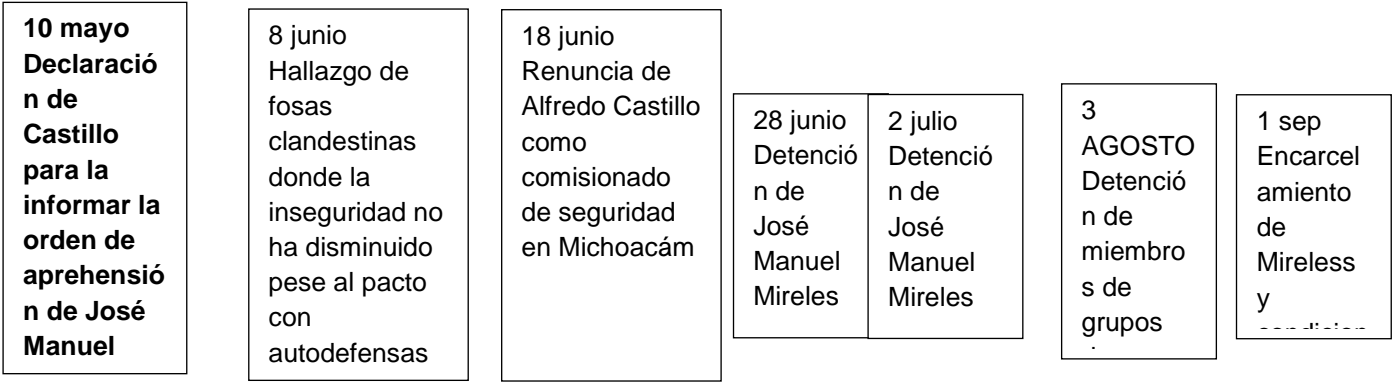 10 mayo
Declaració
n de
Castillo
para la
informar la
orden de
aprehensió
n de José
Manuel
8 junio
Hallazgo de
fosas
clandestinas
donde la
inseguridad no
ha disminuido
pese al pacto
con
autodefensas
18 junio
Renuncia de
Alfredo Castillo
como
comisionado
de seguridad
en Michoacám
28 junio
Detenció
n de
José
Manuel
Mireles
2 julio
Detenció
n de
José
Manuel
Mireles
3
AGOSTO
Detenció
n de
miembro
s de
grupos
1 sep
Encarcel
amiento
de
Mireless
y